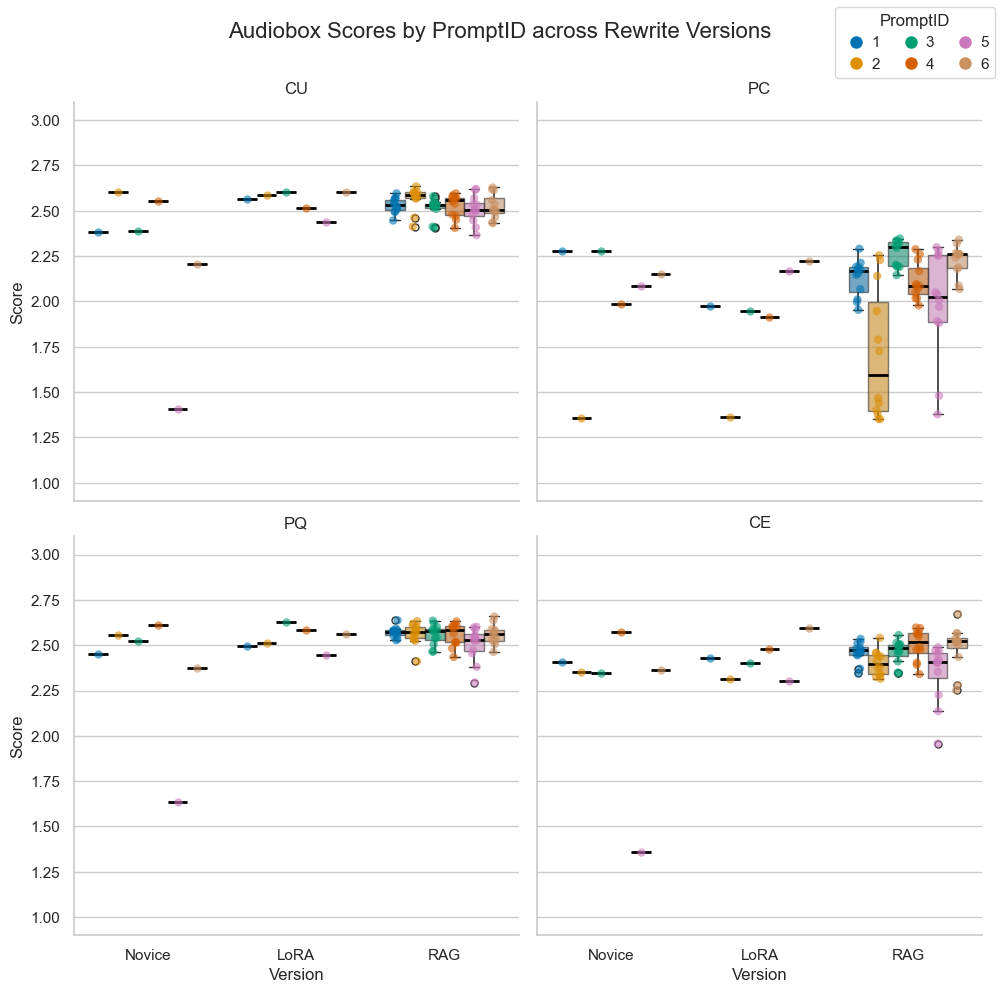 Audiobox Scores by PromptID across Rewrite Versions
PromptID
1 3 5
2 4 6
CU
PC
3.00
2.75
2.50
2.25
2.00
1.75
1.50
1.25
1.00
Score
PQ
CE
3.00
2.75
2.50
2.25
2.00
1.75
1.50
1.25
1.00
Score
Novice LoRA RAG
Version
Novice LoRA RAG
Version